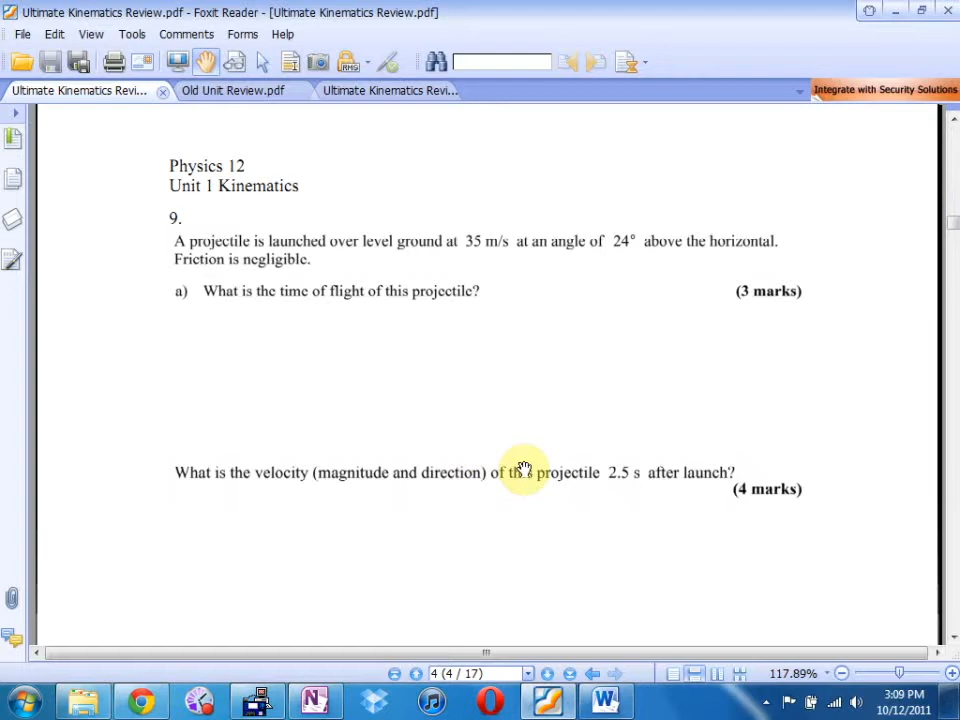 Ultimate Kinematics Review.pdf - Foxit Reader - [Ultimate Kinematics Review.pdf]
File Edit View Tools Comments Forms Help
RMS
Ultimate Kinematics Revi... Old Unit Review.pdf Ultimate Kinematics Revi... Integrate with Security Solutions
Physics 12
Unit 1 Kinematics
9.
A projectile is launched over level ground at 35 m/s at an angle of 24° above the horizontal.
Friction is negligible.
a) What is the time of flight of this projectile? (3 marks)
What is the velocity (magnitude and direction) of this projectile 2.5 s after launch?
(4 marks)
4 (4 / 17) 117.89%
3:09 PM
10/12/2011